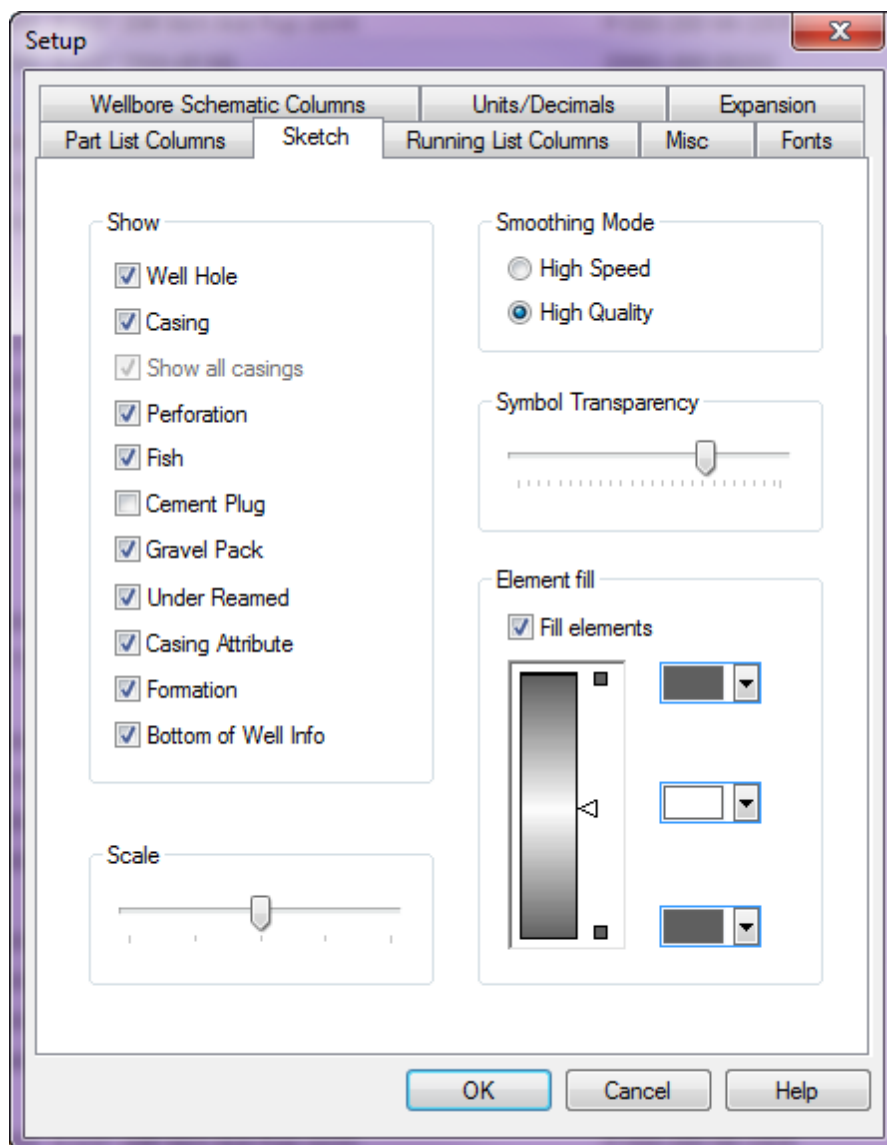 Setup
Wellbore Schematic Columns
Units/Decimals
Expansion
Part List Columns
Sketch
Running List Columns
Misc
Fonts
Show
Well Hole
Casing
Show all casings
Perforation
Fish
Cement Plug
Gravel Pack
Under Reamed
Casing Attribute
Formation
Bottom of Well Info
Scale
Smoothing Mode
High Speed
High Quality
Symbol Transparency
Element fill
Fill elements
OK
Cancel
Help